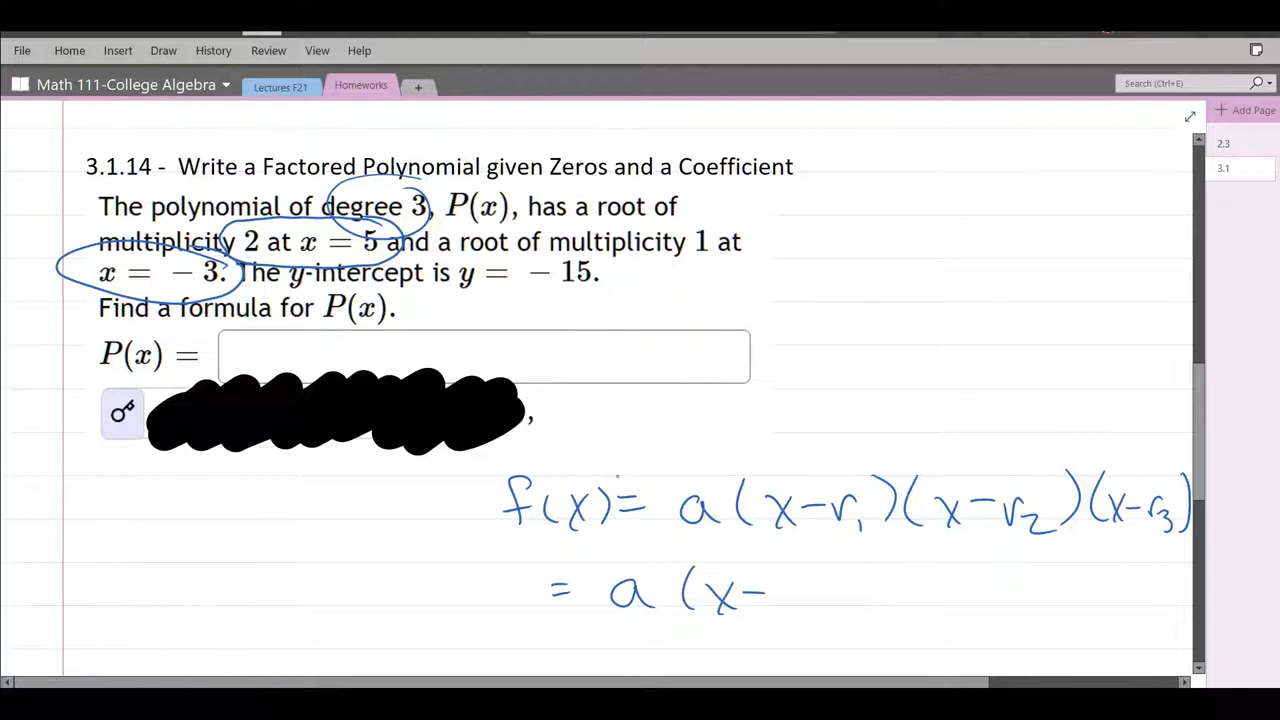 File Home Insert Draw History Review View Help
Math 111-College Algebra Lectures F21 Homeworks + Search (Ctrl+E)
+ Add Page
2.3
3.1
3.1.14 - Write a Factored Polynomial given Zeros and a Coefficient
The polynomial of degree 3, P(x), has a root of
multiplicity 2 at x = 5 and a root of multiplicity 1 at
x = − 3. The y-intercept is y = − 15.
Find a formula for P(x).
P(x) =
,
f(x) = a(x-r₁)(x-r₂)(x-r₃)
= a (x-